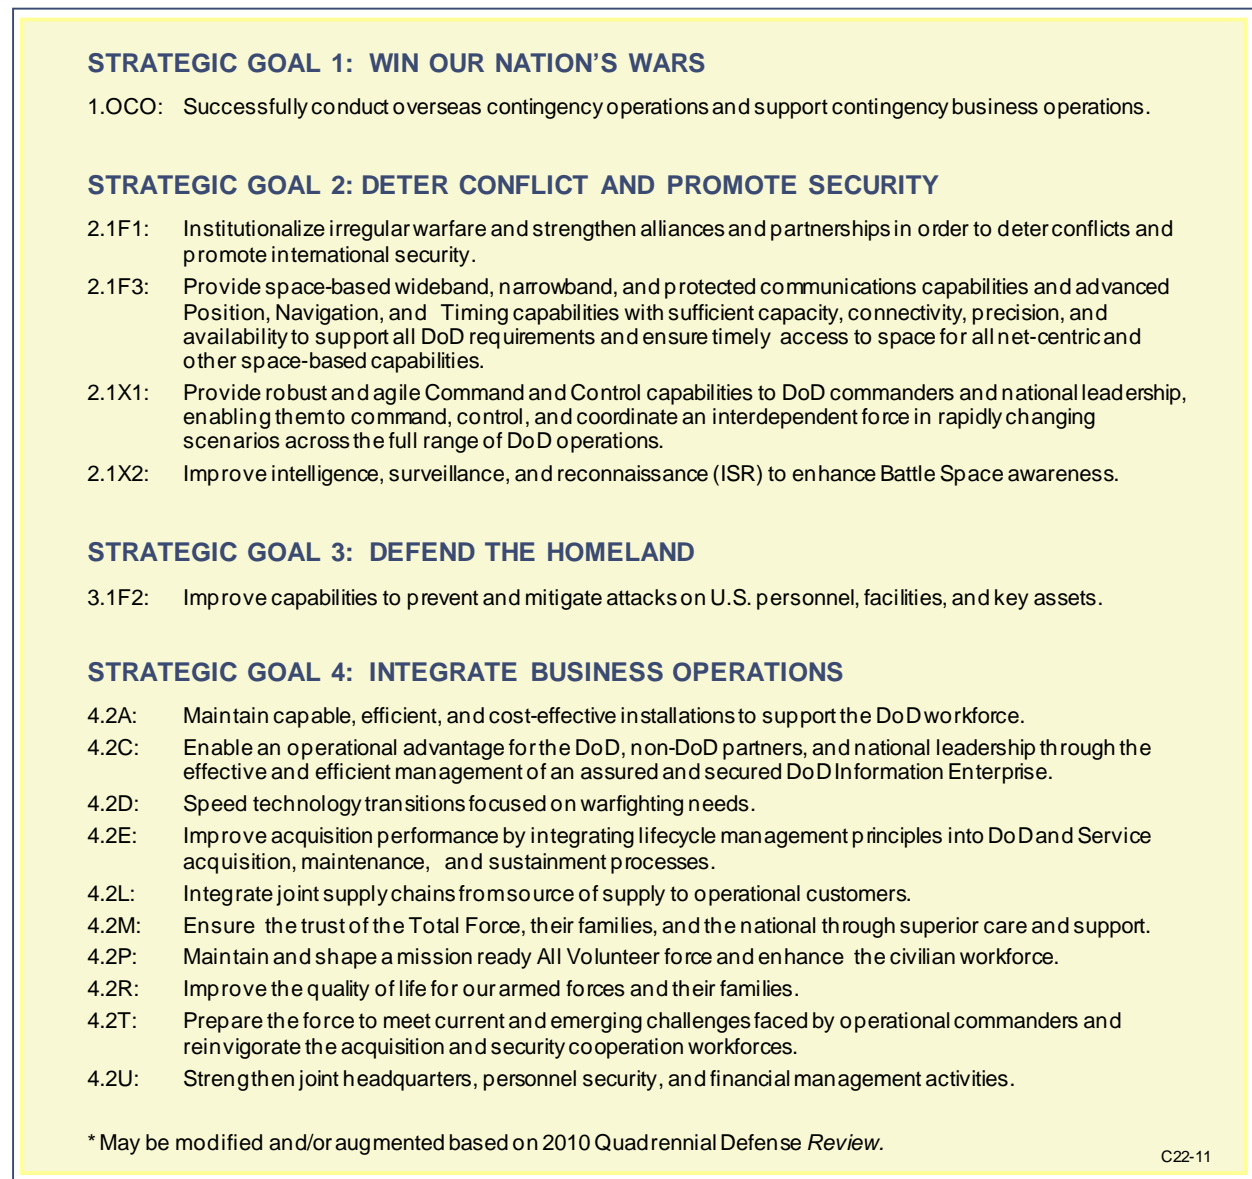 STRATEGIC GOAL 1: WIN OUR NATION'S WARS
1.OCO: Successfully conduct overseas contingency operations and support contingency business operations.
STRATEGIC GOAL 2: DETER CONFLICT AND PROMOTE SECURITY
2.1F1: Institutionalize irregular warfare and strengthen alliances and partnerships in order to deter conflicts and
promote international security.
2.1F3: Provide space-based wideband, narrowband, and protected communications capabilities and advanced
Position, Navigation, and Timing capabilities with sufficient capacity, connectivity, precision, and
availability to support all DoD requirements and ensure timely access to space for all net-centric and
other space-based capabilities.
2.1X1: Provide robust and agile Command and Control capabilities to DoD commanders and national leadership,
enabling them to command, control, and coordinate an interdependent force in rapidly changing
scenarios across the full range of DoD operations.
2.1X2: Improve intelligence, surveillance, and reconnaissance (ISR) to enhance Battle Space awareness.
STRATEGIC GOAL 3: DEFEND THE HOMELAND
3.1F2: Improve capabilities to prevent and mitigate attacks on U.S. personnel, facilities, and key assets.
STRATEGIC GOAL 4: INTEGRATE BUSINESS OPERATIONS
4.2A: Maintain capable, efficient, and cost-effective installations to support the DoD workforce.
4.2C: Enable an operational advantage for the DoD, non-DoD partners, and national leadership through the
effective and efficient management of an assured and secured DoD Information Enterprise.
4.2D: Speed technology transitions focused on warfighting needs.
4.2E: Improve acquisition performance by integrating lifecycle management principles into DoD and Service
acquisition, maintenance, and sustainment processes.
4.2L: Integrate joint supply chains from source of supply to operational customers.
4.2M: Ensure the trust of the Total Force, their families, and the national through superior care and support.
4.2P: Maintain and shape a mission ready All Volunteer force and enhance the civilian workforce.
4.2R: Improve the quality of life for our armed forces and their families.
4.2T: Prepare the force to meet current and emerging challenges faced by operational commanders and
reinvigorate the acquisition and security cooperation workforces.
4.2U: Strengthen joint headquarters, personnel security, and financial management activities.
* May be modified and/or augmented based on 2010 Quadrennial Defense Review.
C22-11